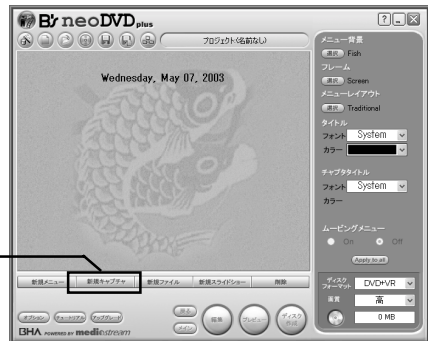 B's neoDVD plus
プロジェクト:(名前なし)
Wednesday, May 07, 2003
新規メニュー 新規キャプチャ 新規ファイル 新規スライドショー 削除
オプション チュートリアル アップグレード
戻る
メイン
編集 プレビュー ディスク作成
BHA POWERED BY mediostream
メニュー背景
選択 Fish
フレーム
選択 Screen
メニューレイアウト
選択 Traditional
タイトル
フォント System
カラー
チャプタタイトル
フォント System
カラー
ムービングメニュー
On Off
Apply to all
ディスクフォーマット DVD+VR
画質 高
0 MB